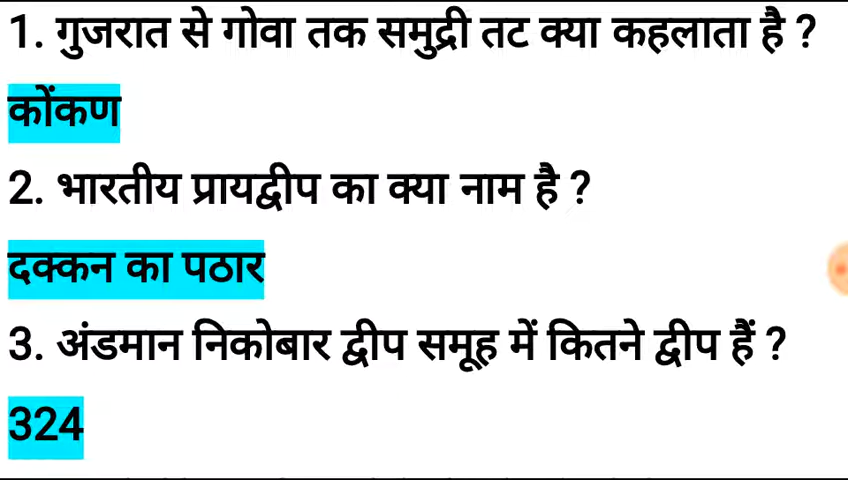 1. गुजरात से गोवा तक समुद्री तट क्या कहलाता है ?
कोंकण
2. भारतीय प्रायद्वीप का क्या नाम है ?
दक्कन का पठार
3. अंडमान निकोबार द्वीप समूह में कितने द्वीप हैं ?
324